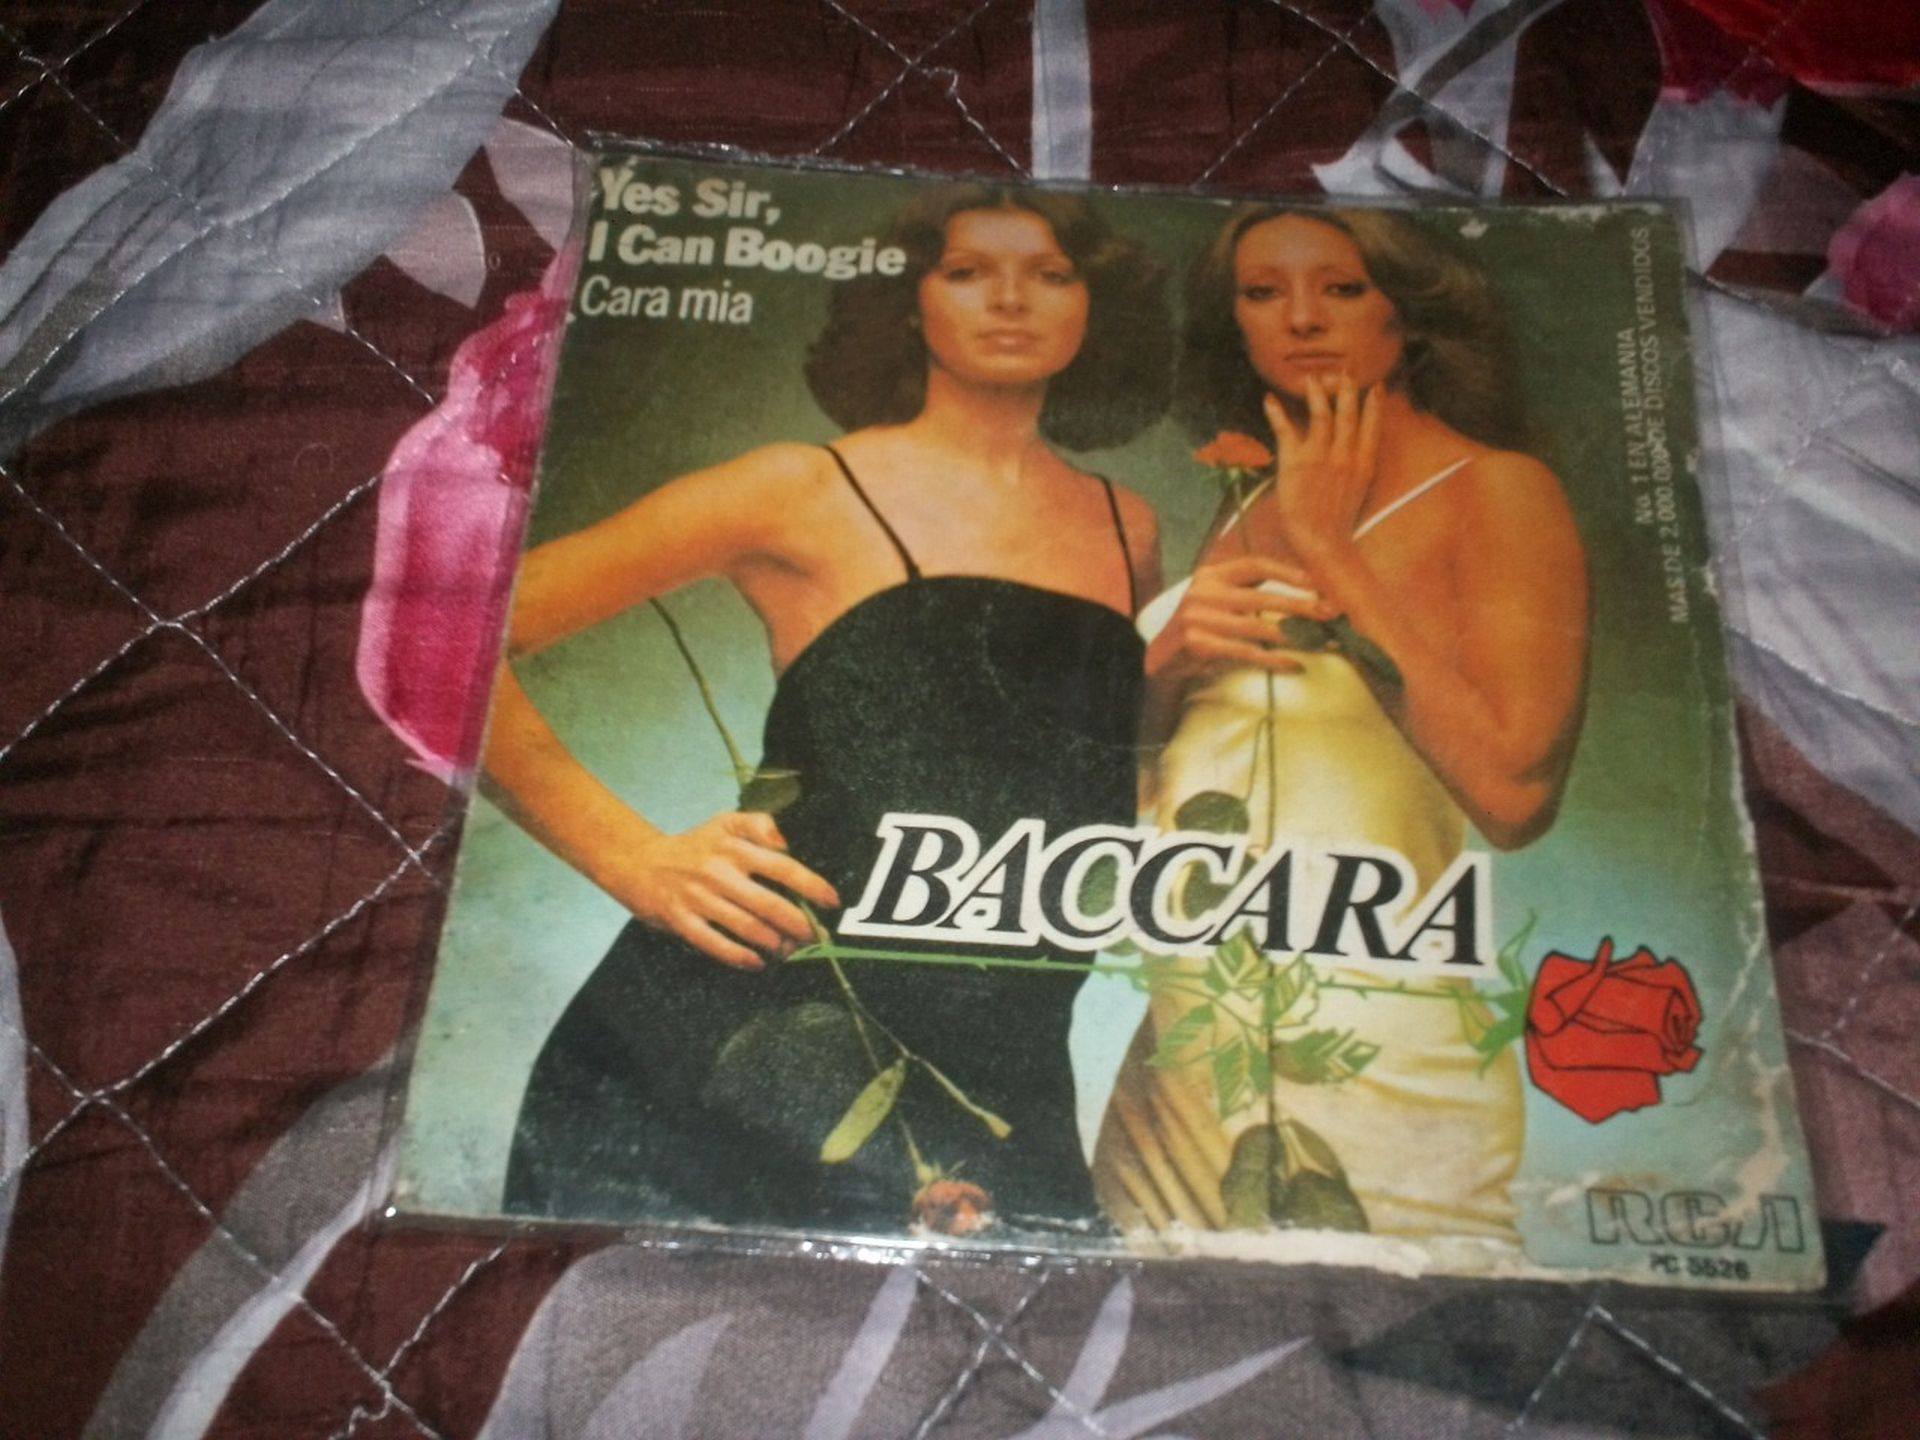 Yes Sir,
I Can Boogie
Cara mia
No. 1 EN ALEMANIA
MAS DE 2.000.000 DE DISCOS VENDIDOS
BACCARA
RCA
PC 5526